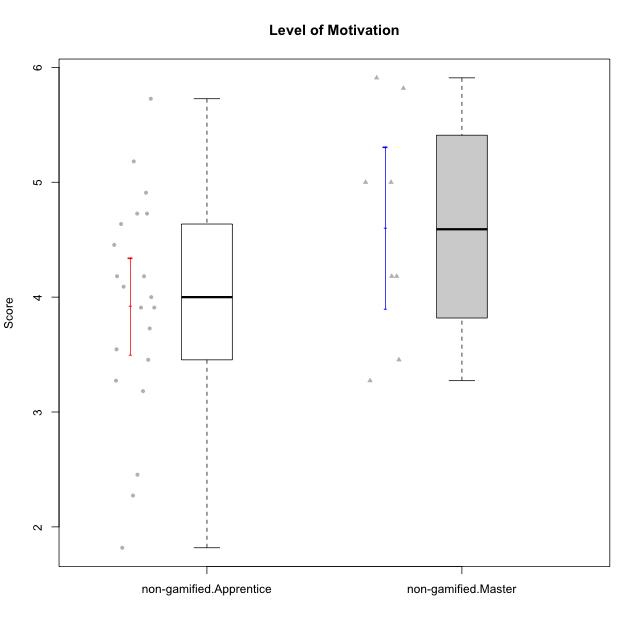 Level of Motivation
Score
6
5
4
3
2
non-gamified.Apprentice
non-gamified.Master